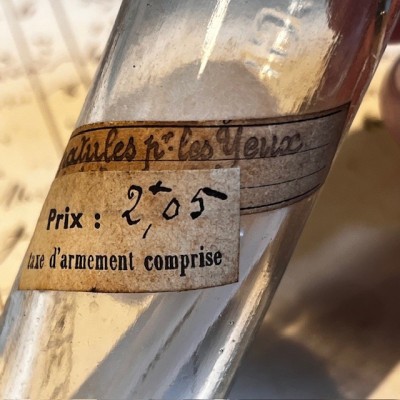 pr les Yeux
Prix : 2,05
taxe d'armement comprise